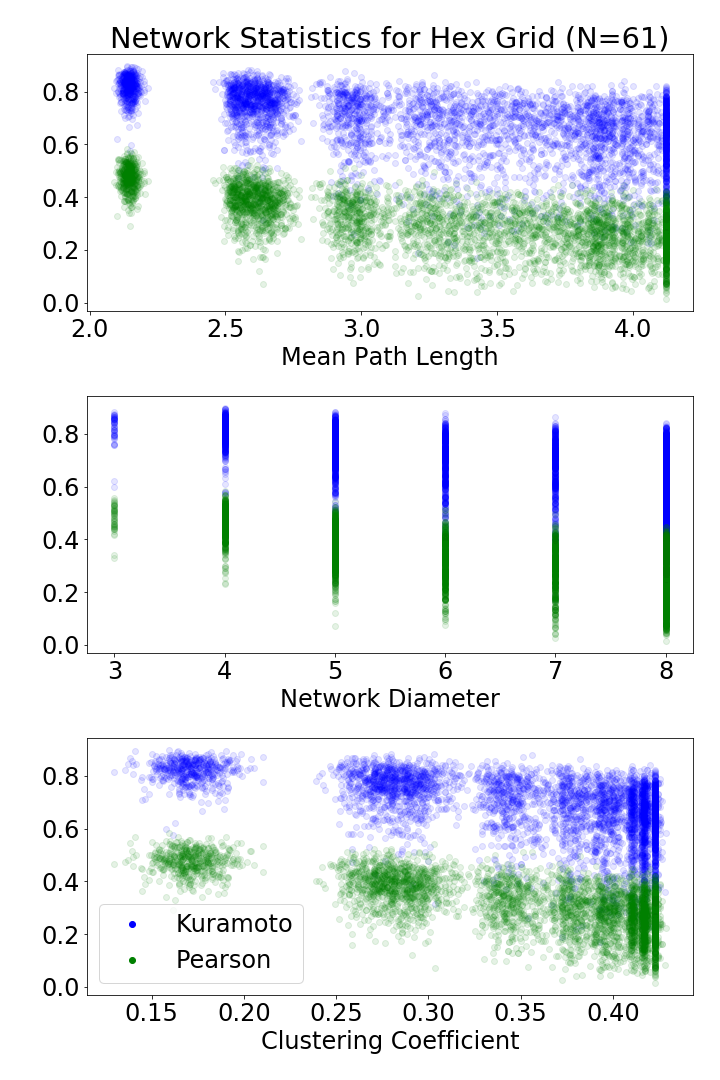 Network Statistics for Hex Grid (N=61)
0.8
0.6
0.4
0.2
0.0
2.0 2.5 3.0 3.5 4.0
Mean Path Length
0.8
0.6
0.4
0.2
0.0
3 4 5 6 7 8
Network Diameter
0.8
0.6
0.4
0.2
0.0
Kuramoto
Pearson
0.15 0.20 0.25 0.30 0.35 0.40
Clustering Coefficient